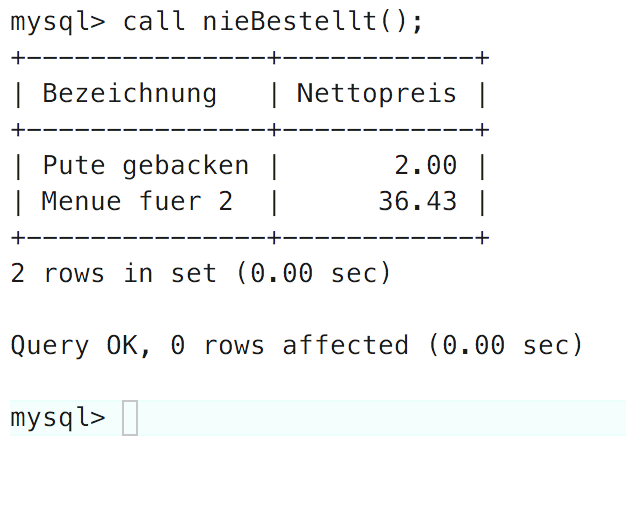 mysql> call nieBestellt();
+---------------+------------+
| Bezeichnung   | Nettopreis |
+---------------+------------+
| Pute gebacken |       2.00 |
| Menue fuer 2  |      36.43 |
+---------------+------------+
2 rows in set (0.00 sec)
Query OK, 0 rows affected (0.00 sec)
mysql>